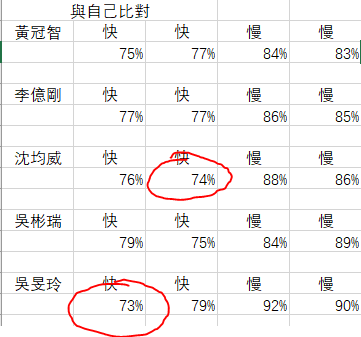 與自己比對
黃冠智 快 快 慢 慢
75% 77% 84% 83%
李億剛 快 快 慢 慢
77% 77% 86% 85%
沈均威 快 快 慢 慢
76% 74% 88% 86%
吳彬瑞 快 快 慢 慢
79% 75% 84% 89%
吳旻玲 快 快 慢 慢
73% 79% 92% 90%